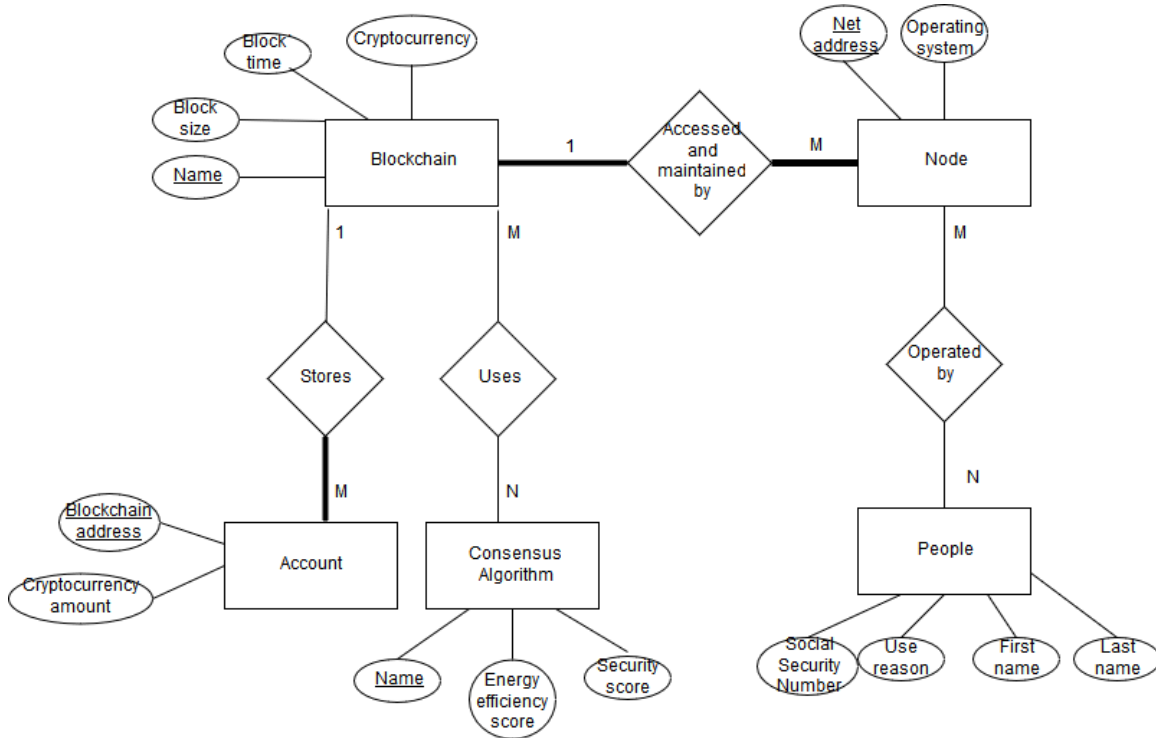 Block
time
Cryptocurrency
Net
address
Operating
system
Block
size
Name
Blockchain
1
Accessed
and
maintained
by
M
Node
1
M
M
Stores
Uses
Operated
by
M
N
N
Blockchain
address
Account
Cryptocurrency
amount
Consensus
Algorithm
People
Name
Energy
efficiency
score
Security
score
Social
Security
Number
Use
reason
First
name
Last
name